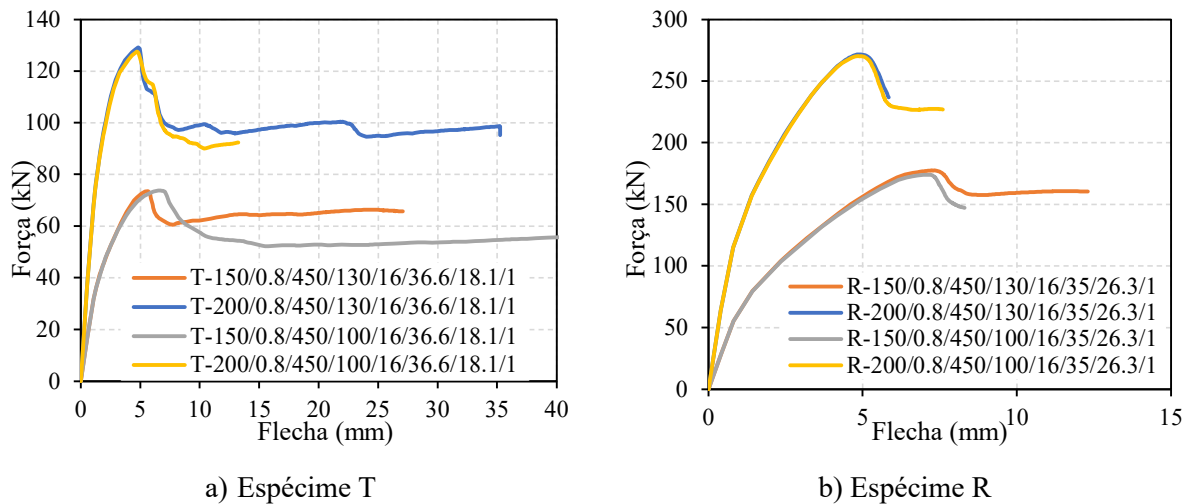 Força (kN)
140
120
100
80
60
40
20
0
T-150/0.8/450/130/16/36.6/18.1/1
T-200/0.8/450/130/16/36.6/18.1/1
T-150/0.8/450/100/16/36.6/18.1/1
T-200/0.8/450/100/16/36.6/18.1/1
0 5 10 15 20 25 30 35 40
Flecha (mm)
a) Espécime T
Força (kN)
300
250
200
150
100
50
0
R-150/0.8/450/130/16/35/26.3/1
R-200/0.8/450/130/16/35/26.3/1
R-150/0.8/450/100/16/35/26.3/1
R-200/0.8/450/100/16/35/26.3/1
0 5 10 15
Flecha (mm)
b) Espécime R